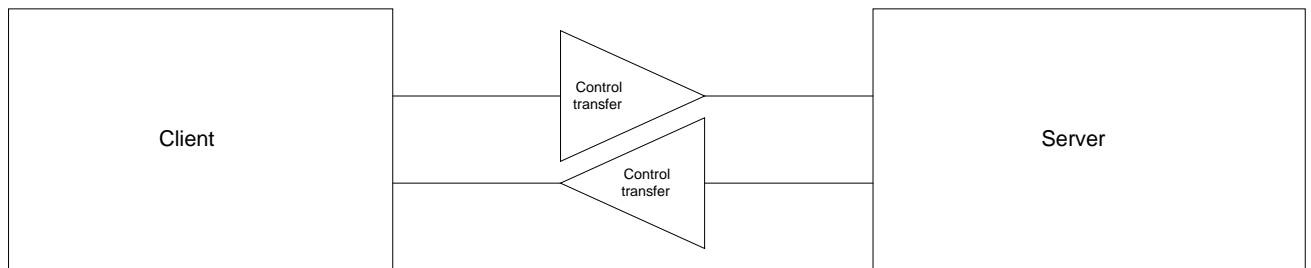 Client
Control
transfer
Control
transfer
Server